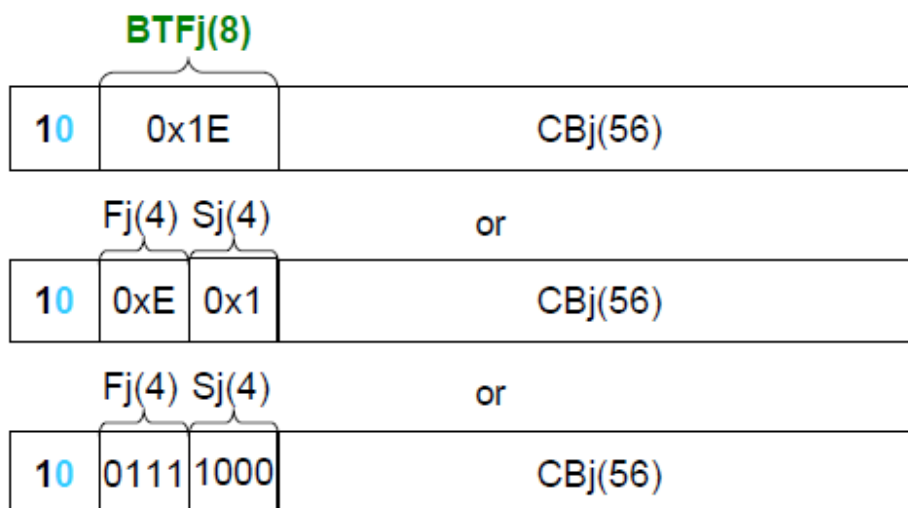 BTFj(8)
10 0x1E CBj(56)
Fj(4) Sj(4) or
10 0xE 0x1 CBj(56)
Fj(4) Sj(4) or
10 0111 1000 CBj(56)